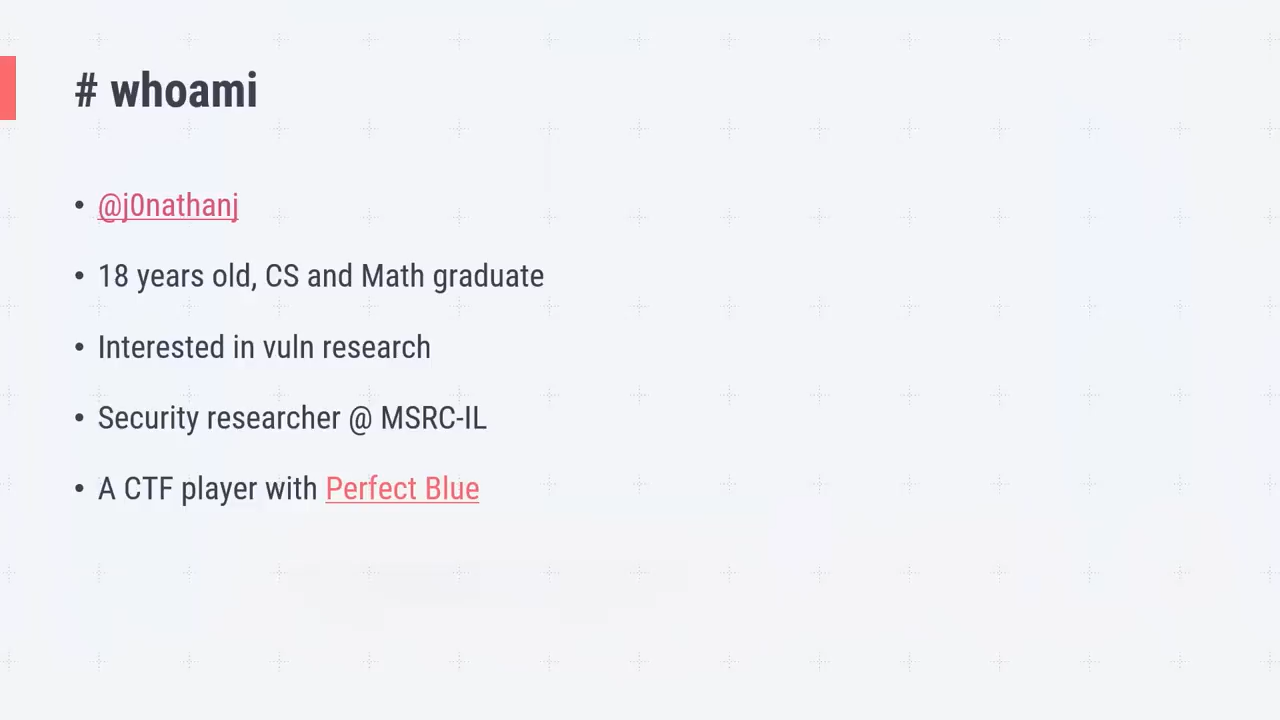 # whoami
• @j0nathanj
• 18 years old, CS and Math graduate
• Interested in vuln research
• Security researcher @ MSRC-IL
• A CTF player with Perfect Blue